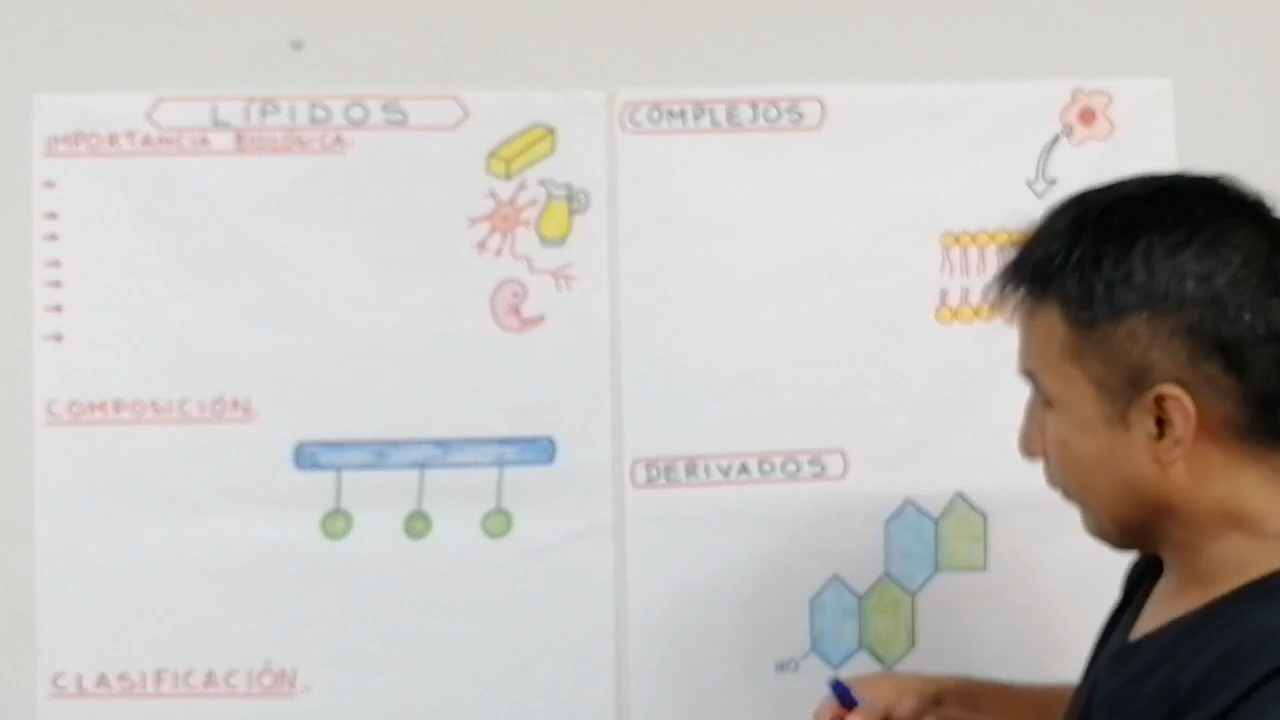 LÍPIDOS
IMPORTANCIA BIOLÓGICA.
COMPOSICIÓN.
CLASIFICACIÓN.
COMPLEJOS
DERIVADOS
HO